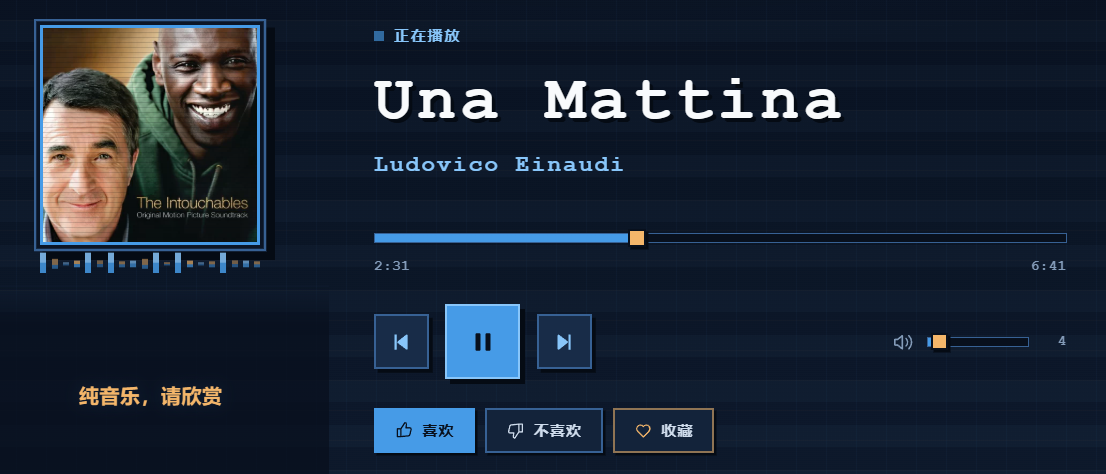 The Intouchables
Original Motion Picture Soundtrack
纯音乐，请欣赏
正在播放
Una Mattina
Ludovico Einaudi
2:31
6:41
4
喜欢
不喜欢
收藏